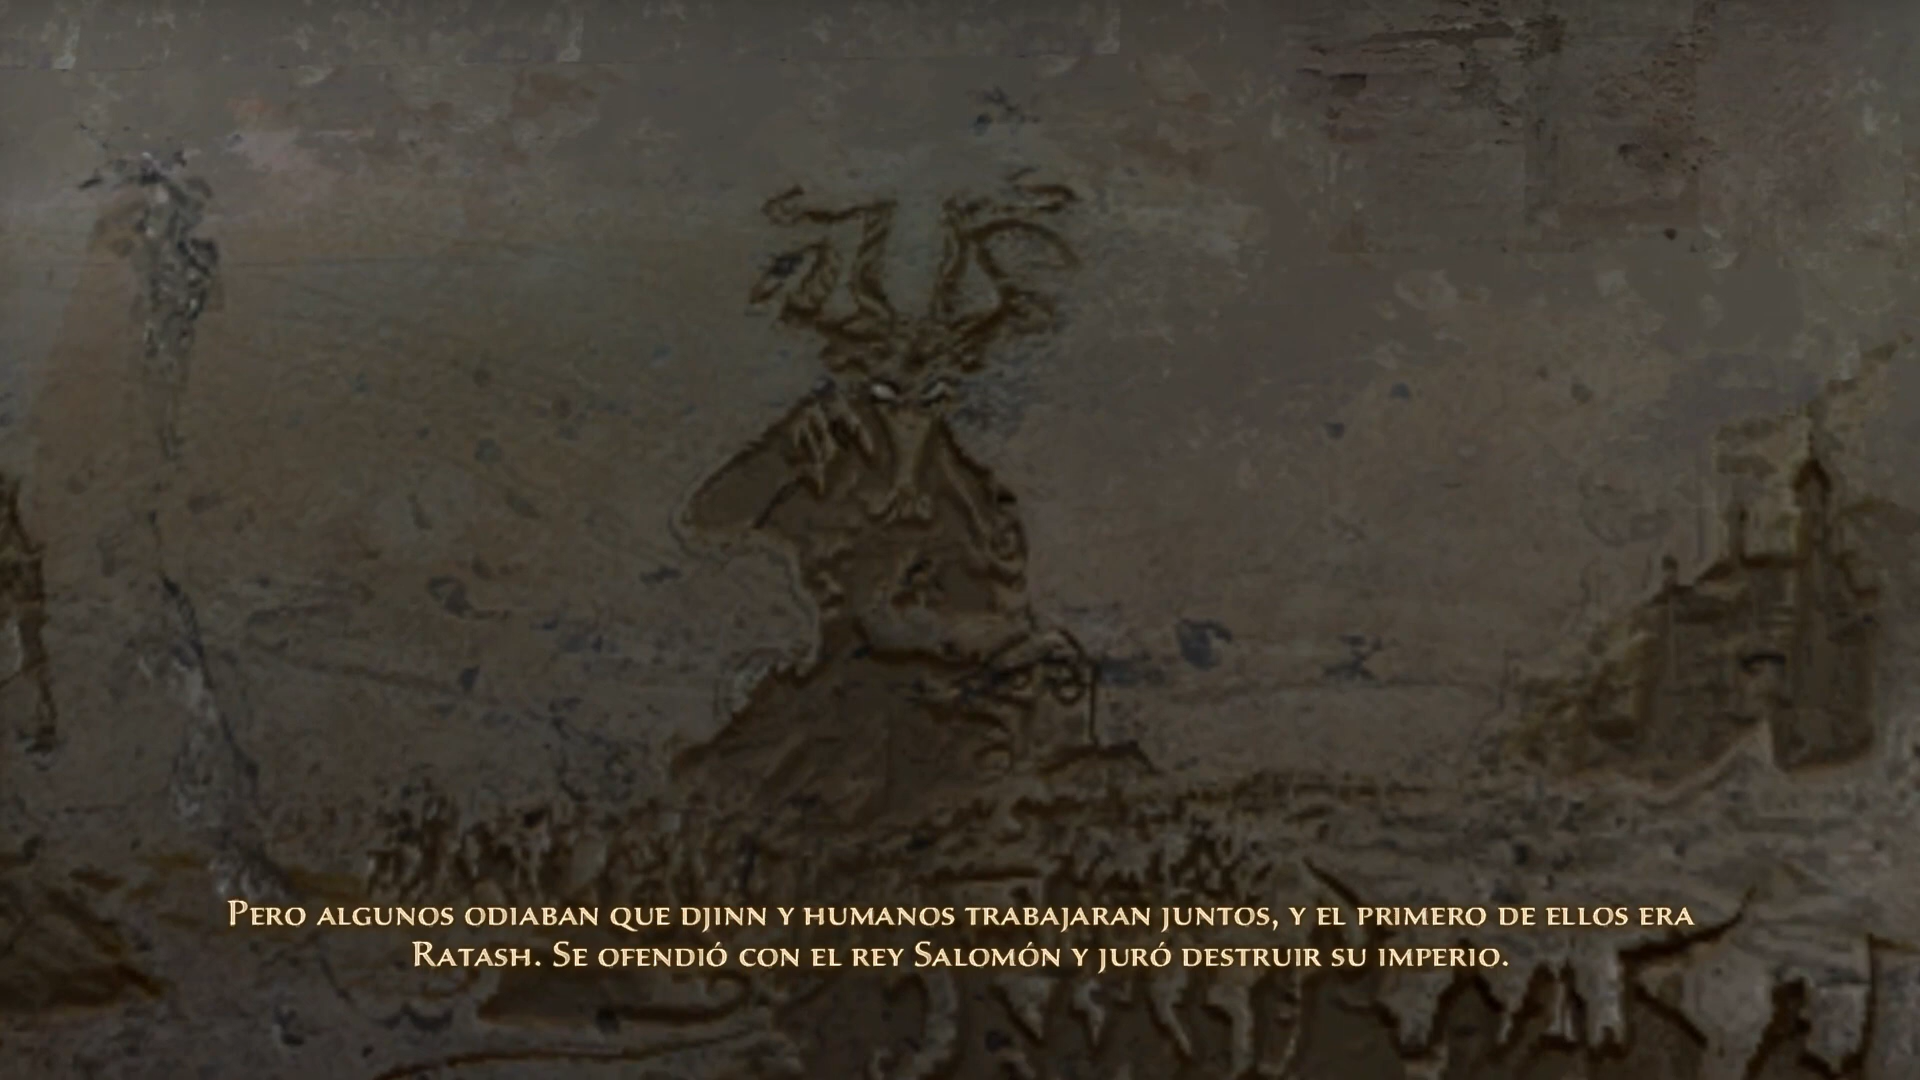 Pero algunos odiaban que djinn y humanos trabajaran juntos, y el primero de ellos era
Ratash. Se ofendió con el rey Salomón y juró destruir su imperio.